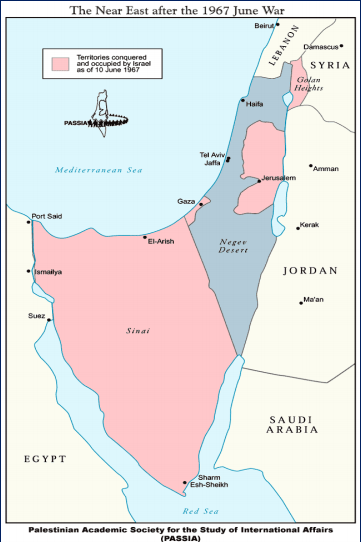 The Near East after the 1967 June War
Beirut
LEBANON
Damascus
Territories conquered
and occupied by Israel
as of 10 June 1967
SYRIA
Golan
Heights
Haifa
PASSIA
Tel Aviv
Jaffa
Mediterranean Sea
Amman
Jerusalem
Gaza
Port Said
Kerak
El-Arish
Negev
Desert
Ismailya
JORDAN
Ma'an
Suez
Sinai
SAUDI
ARABIA
EGYPT
Sharm
Esh-Sheikh
Red Sea
Palestinian Academic Society for the Study of International Affairs
(PASSIA)